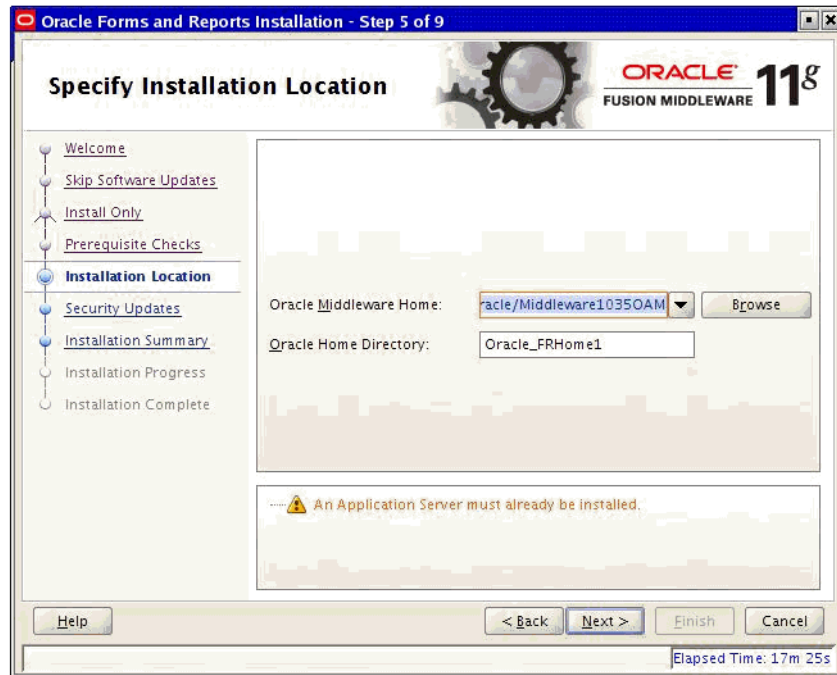 Oracle Forms and Reports Installation - Step 5 of 9
Specify Installation Location
ORACLE
FUSION MIDDLEWARE 11g
Welcome
Skip Software Updates
Install Only
Prerequisite Checks
Installation Location
Security Updates
Installation Summary
Installation Progress
Installation Complete
Oracle Middleware Home: racle/Middleware1035OAM Browse
Oracle Home Directory: Oracle_FRHome1
An Application Server must already be installed.
Help < Back Next > Finish Cancel
Elapsed Time: 17m 25s